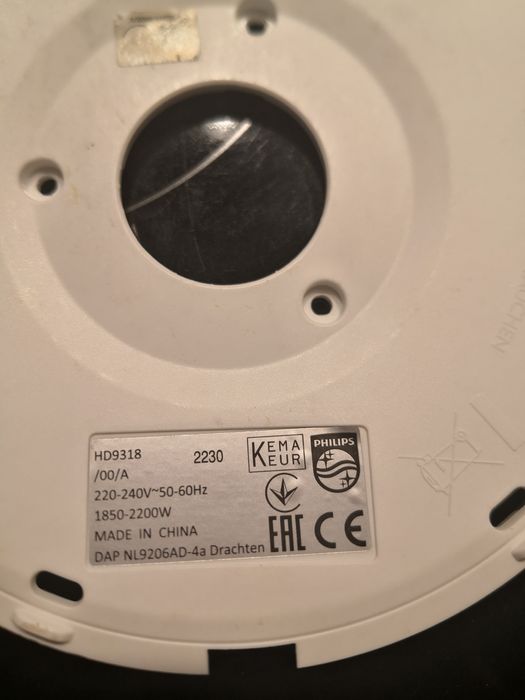 HD9318 2230
/00/A
220-240V~50-60Hz
1850-2200W
MADE IN CHINA
DAP NL9206AD-4a Drachten
KEMA
KEUR
PHILIPS
EAC CE